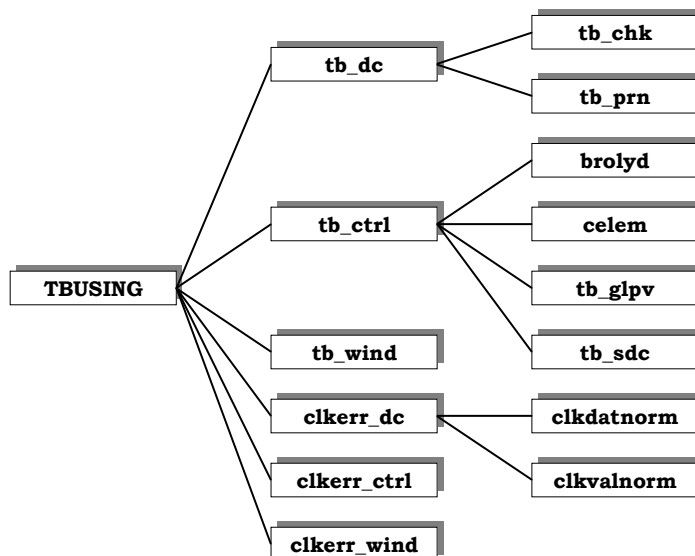 TBUSING
tb_dc
tb_chk
tb_prn
tb_ctrl
brolyd
celem
tb_glpv
tb_sdc
tb_wind
clkerr_dc
clkdatnorm
clkvalnorm
clkerr_ctrl
clkerr_wind